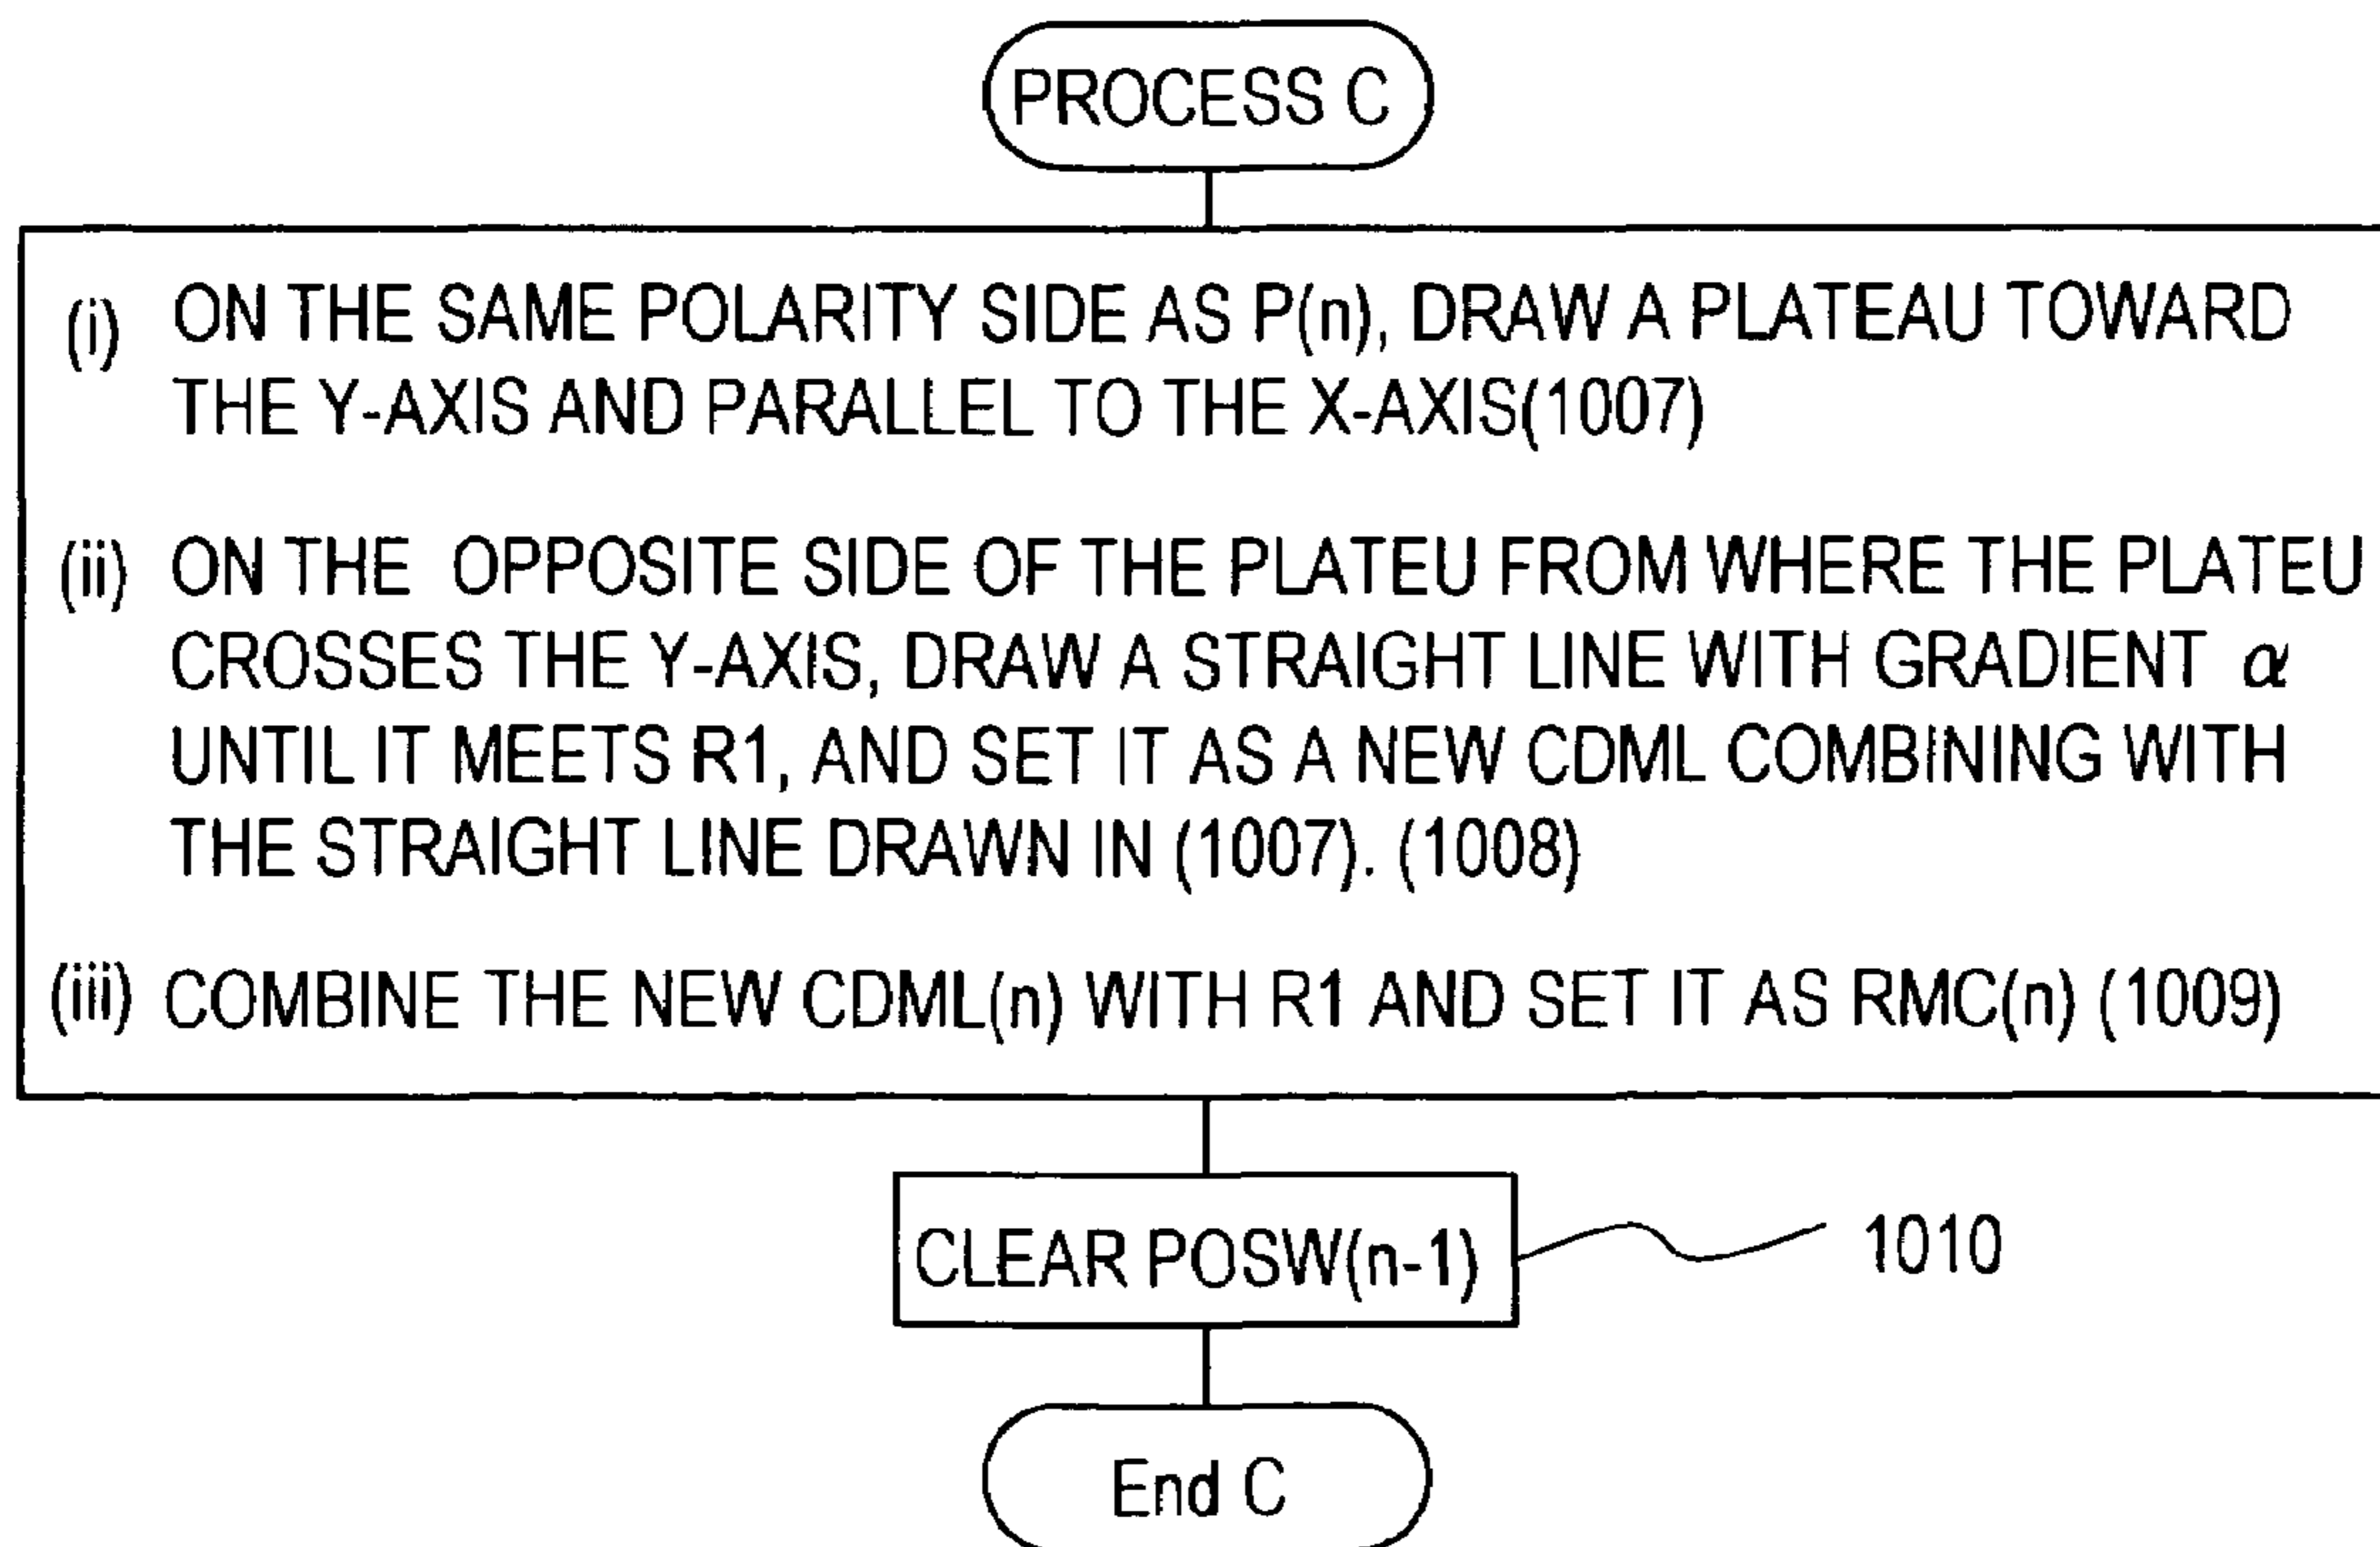 PROCESS C
(i) ON THE SAME POLARITY SIDE AS P(n), DRAW A PLATEAU TOWARD
THE Y-AXIS AND PARALLEL TO THE X-AXIS(1007)
(ii) ON THE OPPOSITE SIDE OF THE PLATEU FROM WHERE THE PLATEU
CROSSES THE Y-AXIS, DRAW A STRAIGHT LINE WITH GRADIENT α
UNTIL IT MEETS R1, AND SET IT AS A NEW CDML COMBINING WITH
THE STRAIGHT LINE DRAWN IN (1007). (1008)
(iii) COMBINE THE NEW CDML(n) WITH R1 AND SET IT AS RMC(n) (1009)
CLEAR POSW(n-1)
1010
End C